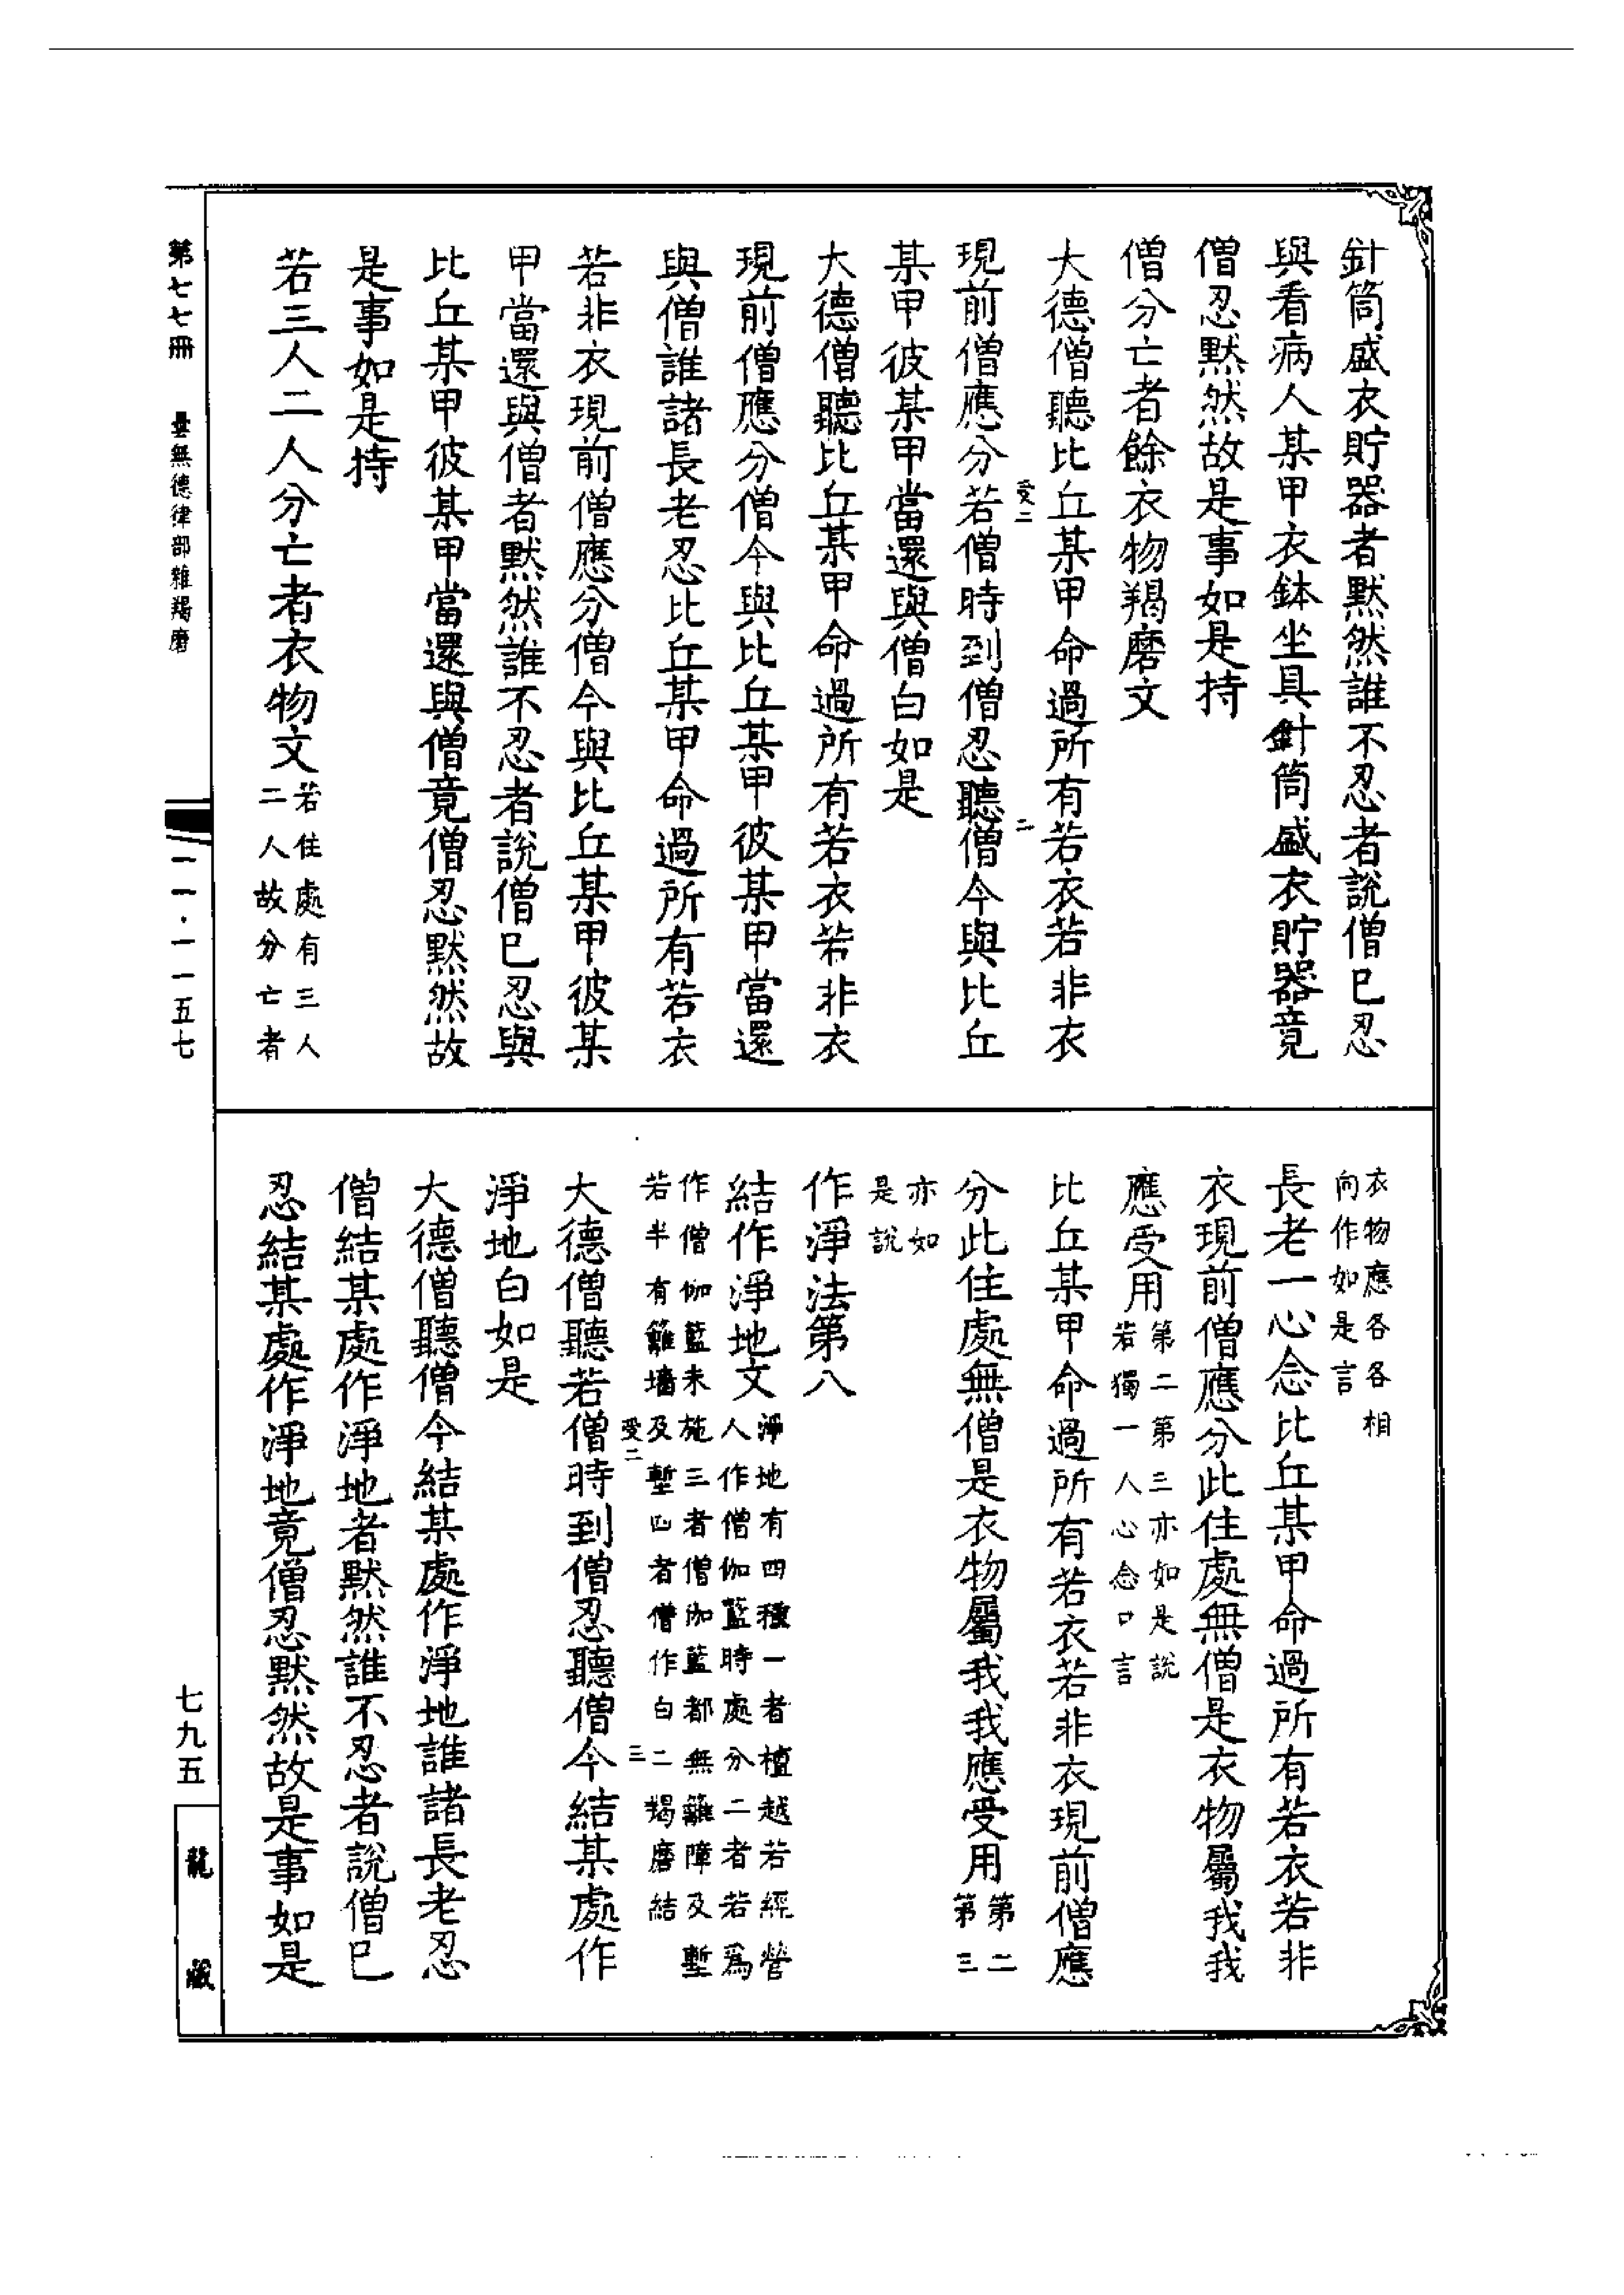 針筒盛衣貯器者默然誰不忍者說僧已忍
與看病人某甲衣鉢坐具針筒盛衣貯器竟
僧忍默然故是事如是持
僧分亡者餘衣物羯磨文
大德僧聽比丘某甲命過所有若衣若非衣
受二
二
現前僧應分若僧時到僧忍聽僧今與比丘
某甲彼某甲當還與僧白如是
大德僧聽比丘某甲命過所有若衣若非衣
現前僧應分僧今與比丘某甲彼某甲當還
與僧誰諸長老忍比丘某甲命過所有若衣
若非衣現前僧應分僧今與比丘某甲彼某
甲當還與僧者默然誰不忍者說僧已忍與
比丘某甲彼某甲當還與僧竟僧忍默然故
是事如是持
若三人二人分亡者衣物文
若住處有三人
二人故分亡者
衣物應各各相
向作如是言
長老一心念比丘某甲命過所有若衣若非
衣現前僧應分此住處無僧是衣物屬我我
應受用
第二第三亦如是說
若獨一人心念口言
比丘某甲命過所有若衣若非衣現前僧應
分此住處無僧是衣物屬我我應受用
第二
第三
亦如
是說
作淨法第八
結作淨地文
淨地有四種一者檀越若經營
人作僧伽藍時處分二者若爲
作僧伽藍未施三者僧伽藍都無籬障及塹
若半有籬墻及塹四者僧作白二羯磨結
受二
三
大德僧聽若僧時到僧忍聽僧今結某處作
淨地白如是
大德僧聽僧今結某處作淨地誰諸長老忍
僧結某處作淨地者默然誰不忍者說僧已
忍結某處作淨地竟僧忍默然故是事如是
第七七冊
曇無德律部雜羯磨
一一·一一五七
七九五
龍藏